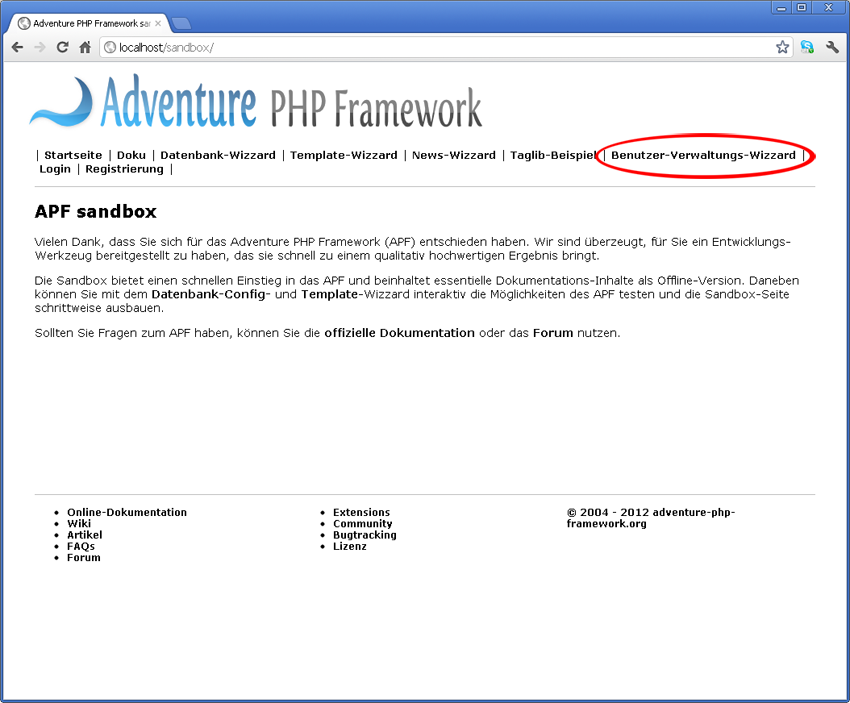 Adventure PHP Framework sa
localhost/sandbox/
Adventure PHP Framework
| Startseite | Doku | Datenbank-Wizzard | Template-Wizzard | News-Wizzard | Taglib-Beispiel | Benutzer-Verwaltungs-Wizzard |
Login | Registrierung |
APF sandbox
Vielen Dank, dass Sie sich für das Adventure PHP Framework (APF) entschieden haben. Wir sind überzeugt, für Sie ein Entwicklungs-
Werkzeug bereitgestellt zu haben, das sie schnell zu einem qualitativ hochwertigen Ergebnis bringt.
Die Sandbox bietet einen schnellen Einstieg in das APF und beinhaltet essentielle Dokumentations-Inhalte als Offline-Version. Daneben
können Sie mit dem Datenbank-Config- und Template-Wizzard interaktiv die Möglichkeiten des APF testen und die Sandbox-Seite
schrittweise ausbauen.
Sollten Sie Fragen zum APF haben, können Sie die offizielle Dokumentation oder das Forum nutzen.
• Online-Dokumentation
• Wiki
• Artikel
• FAQs
• Forum
• Extensions
• Community
• Bugtracking
• Lizenz
© 2004 - 2012 adventure-php-
framework.org